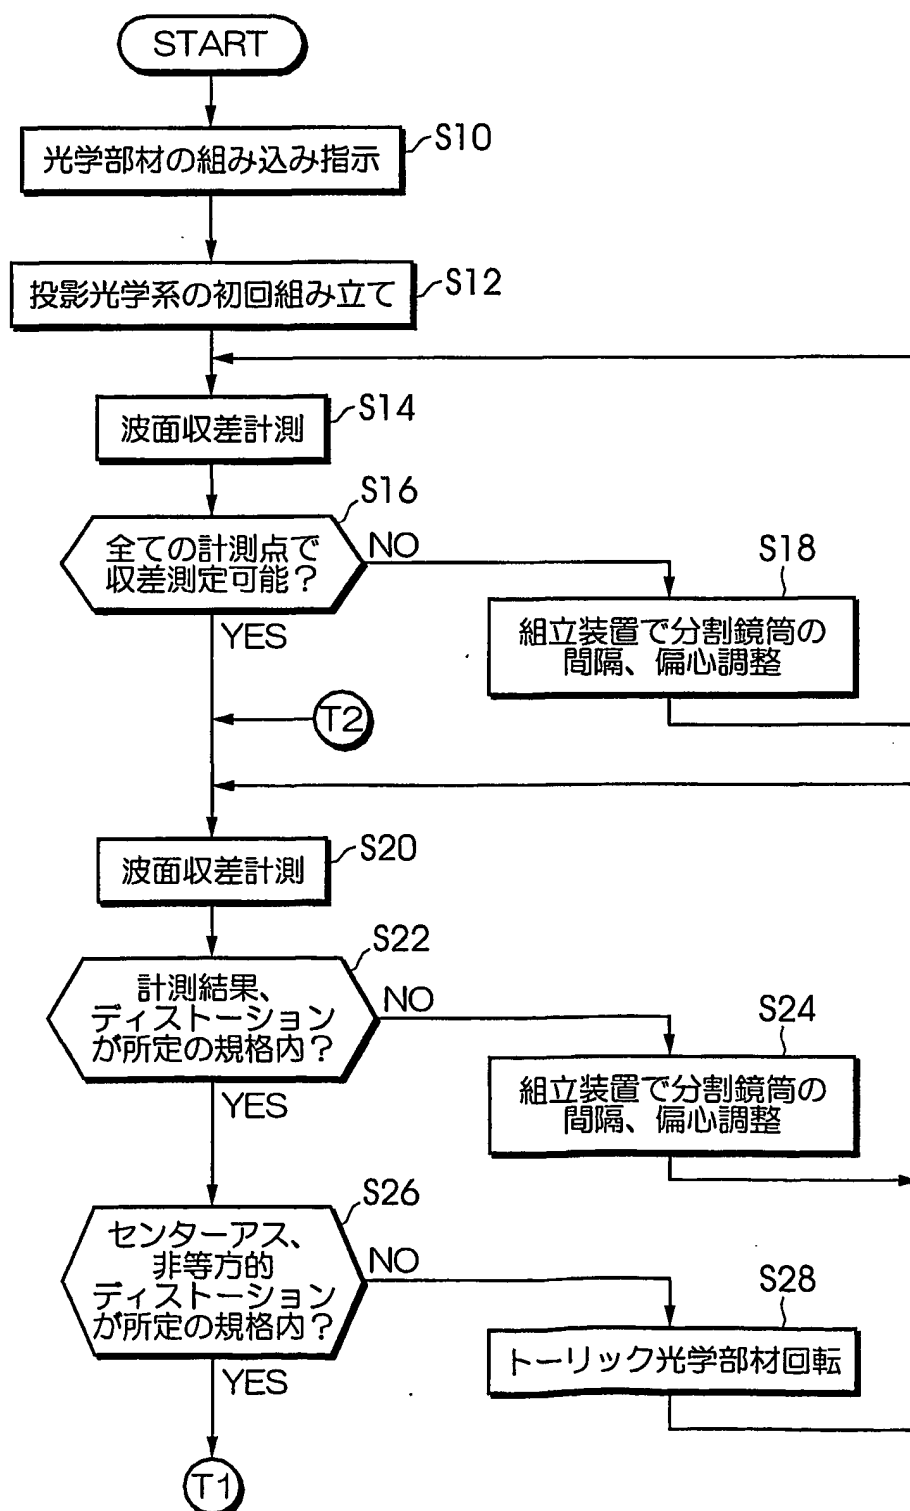 START
光学部材の組み込み指示
S10
投影光学系の初回組み立て
S12
波面収差計測
S14
S16
全ての計測点で
収差測定可能？
NO
YES
S18
組立装置で分割鏡筒の
間隔、偏心調整
T2
波面収差計測
S20
S22
計測結果、
ディストーション
が所定の規格内？
NO
YES
S24
組立装置で分割鏡筒の
間隔、偏心調整
S26
センターアス、
非等方的
ディストーション
が所定の規格内？
NO
YES
S28
トーリック光学部材回転
T1